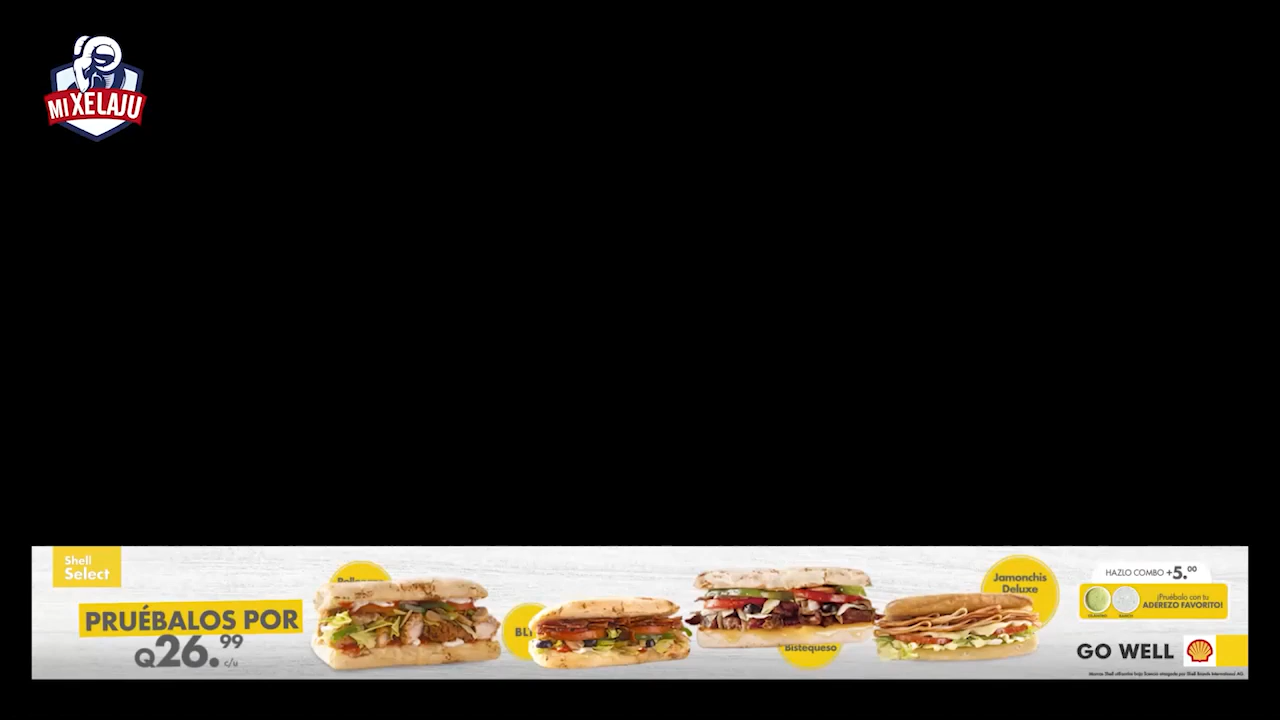 MI XELAJU
Shell
Select
PRUÉBALOS POR
Q26.99
c/u
Jamonchis
Deluxe
Bistequeso
HAZLO COMBO +5.00
¡Pruébalo con tu
ADEREZO FAVORITO!
GO WELL